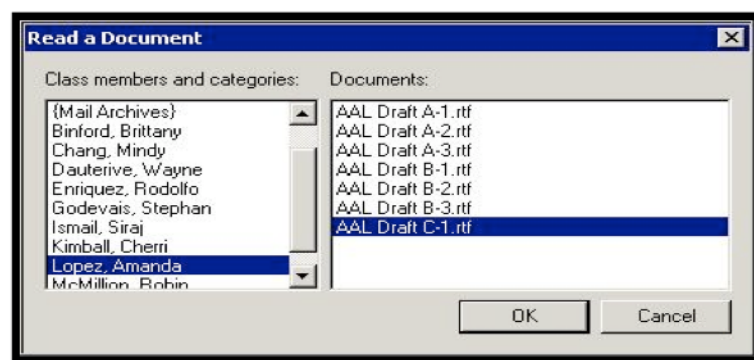 Read a Document
Class members and categories:
{Mail Archives}
Binford, Brittany
Chang, Mindy
Dauterive, Wayne
Enriquez, Rodolfo
Godevais, Stephan
Ismail, Siraj
Kimball, Cherri
Lopez, Amanda
McMillion, Robin
Documents:
AAL Draft A-1.rtf
AAL Draft A-2.rtf
AAL Draft A-3.rtf
AAL Draft B-1.rtf
AAL Draft B-2.rtf
AAL Draft B-3.rtf
AAL Draft C-1.rtf
OK
Cancel